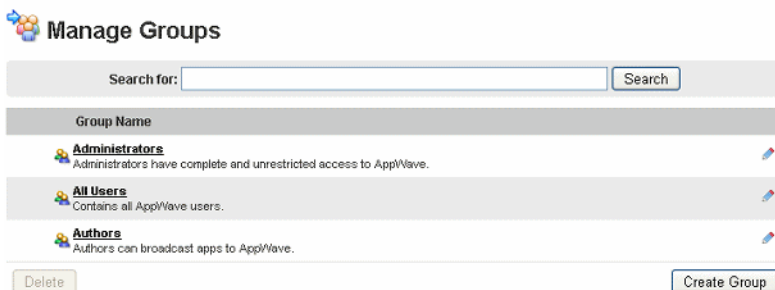 Manage Groups
Search for: Search
Group Name
Administrators
Administrators have complete and unrestricted access to AppWave.
All Users
Contains all AppWave users.
Authors
Authors can broadcast apps to AppWave.
Delete Create Group